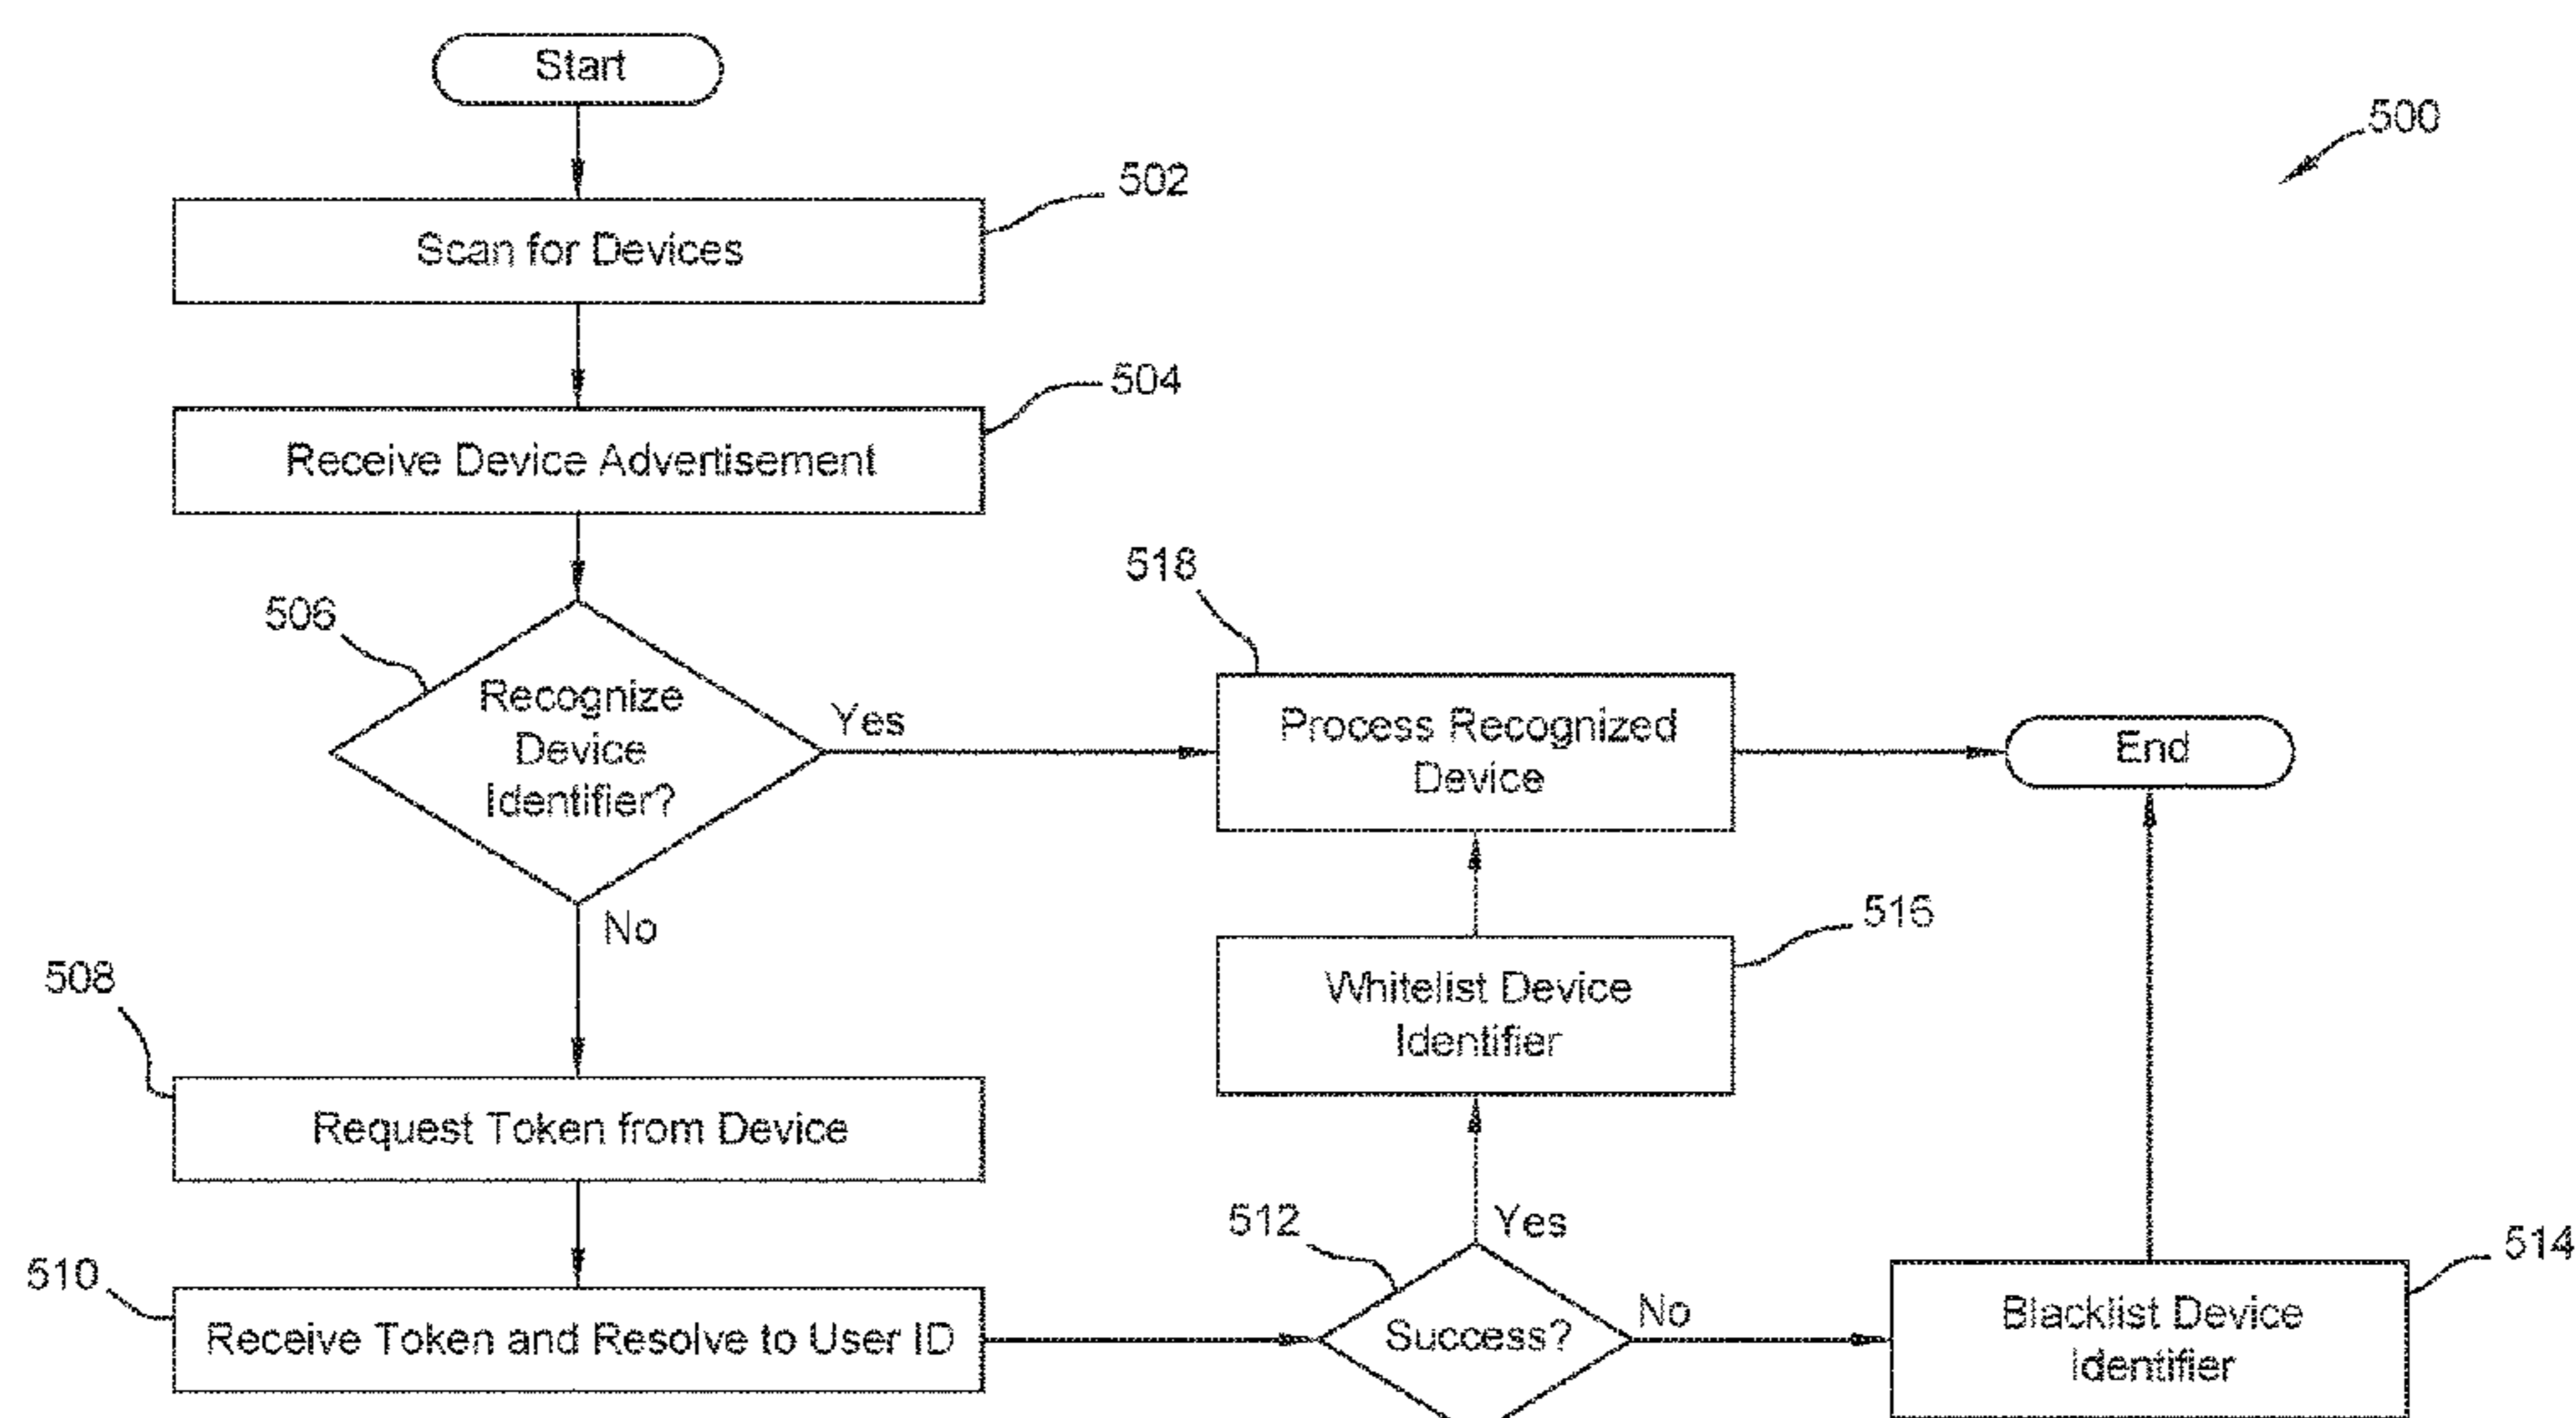 Start
500
502
Scan for Devices
504
Receive Device Advertisement
506
Recognize
Device
Identifier?
Yes
No
518
Process Recognized
Device
End
516
Whitelist Device
Identifier
508
Request Token from Device
510
Receive Token and Resolve to User ID
512
Success?
Yes
No
514
Blacklist Device
Identifier